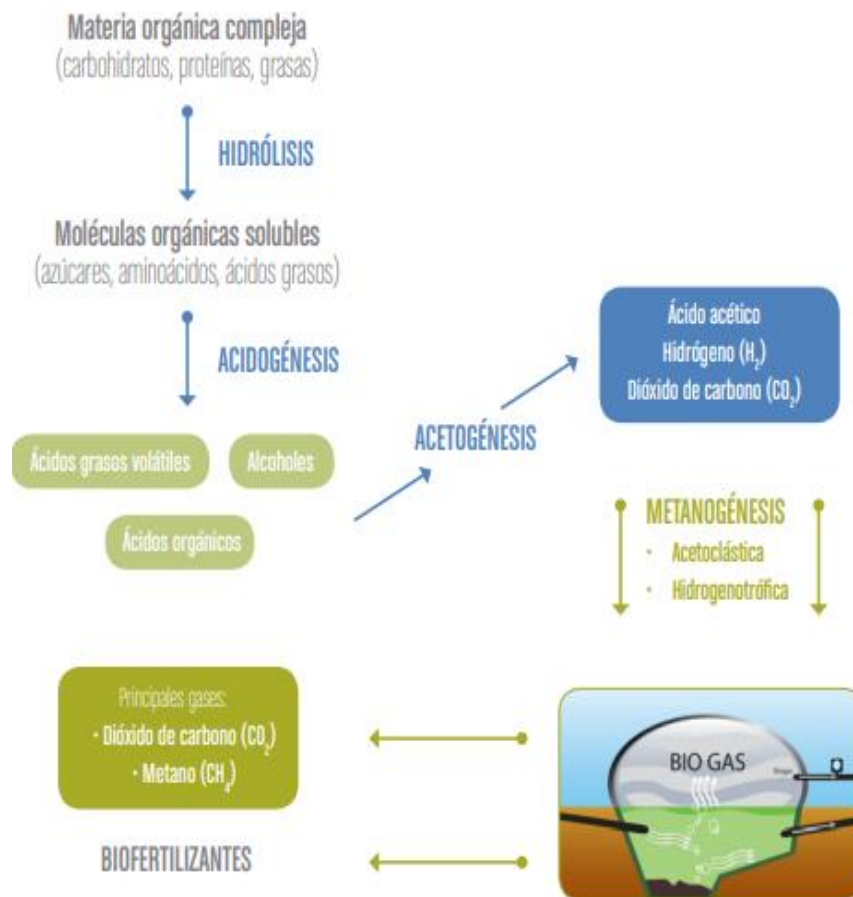 Materia orgánica compleja
(carbohidratos, proteínas, grasas)
HIDRÓLISIS
Moléculas orgánicas solubles
(azúcares, aminoácidos, ácidos grasos)
ACIDOGÉNESIS
Ácidos grasos volátiles
Alcoholes
Ácidos orgánicos
ACETOGÉNESIS
Ácido acético
Hidrógeno (H₂)
Dióxido de carbono (CO₂)
METANOGÉNESIS
· Acetoclástica
· Hidrogenotrófica
BIO GAS
Principales gases:
· Dióxido de carbono (CO₂)
· Metano (CH₄)
BIOFERTILIZANTES